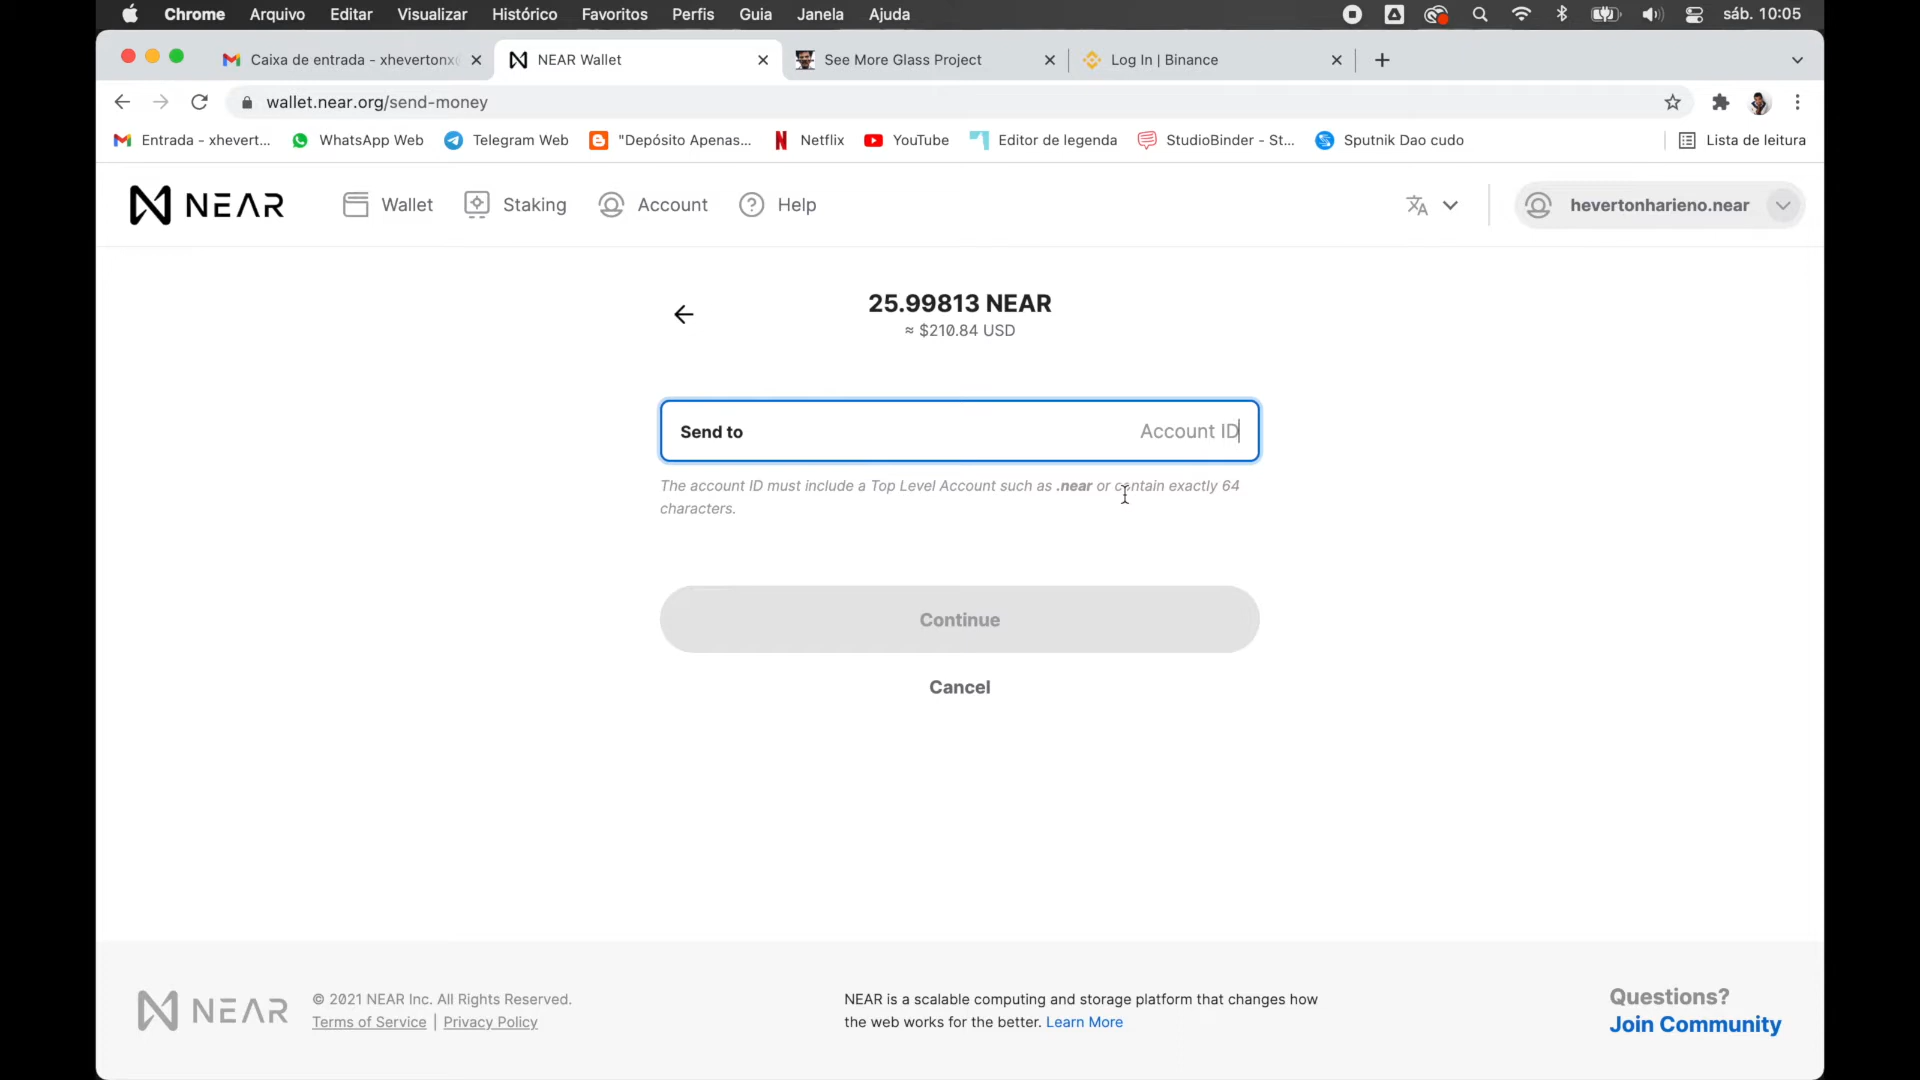 Chrome Arquivo Editar Visualizar Histórico Favoritos Perfis Guia Janela Ajuda sáb. 10:05
Caixa de entrada - xhevertonx NEAR Wallet See More Glass Project Log In | Binance
wallet.near.org/send-money
Entrada - xhevert... WhatsApp Web Telegram Web "Depósito Apenas... Netflix YouTube Editor de legenda StudioBinder - St... Sputnik Dao cudo Lista de leitura
NEAR Wallet Staking Account Help hevertonharieno.near
25.99813 NEAR
≈ $210.84 USD
Send to Account ID
The account ID must include a Top Level Account such as .near or contain exactly 64
characters.
Continue
Cancel
NEAR
© 2021 NEAR Inc. All Rights Reserved.
Terms of Service | Privacy Policy
NEAR is a scalable computing and storage platform that changes how
the web works for the better. Learn More
Questions?
Join Community